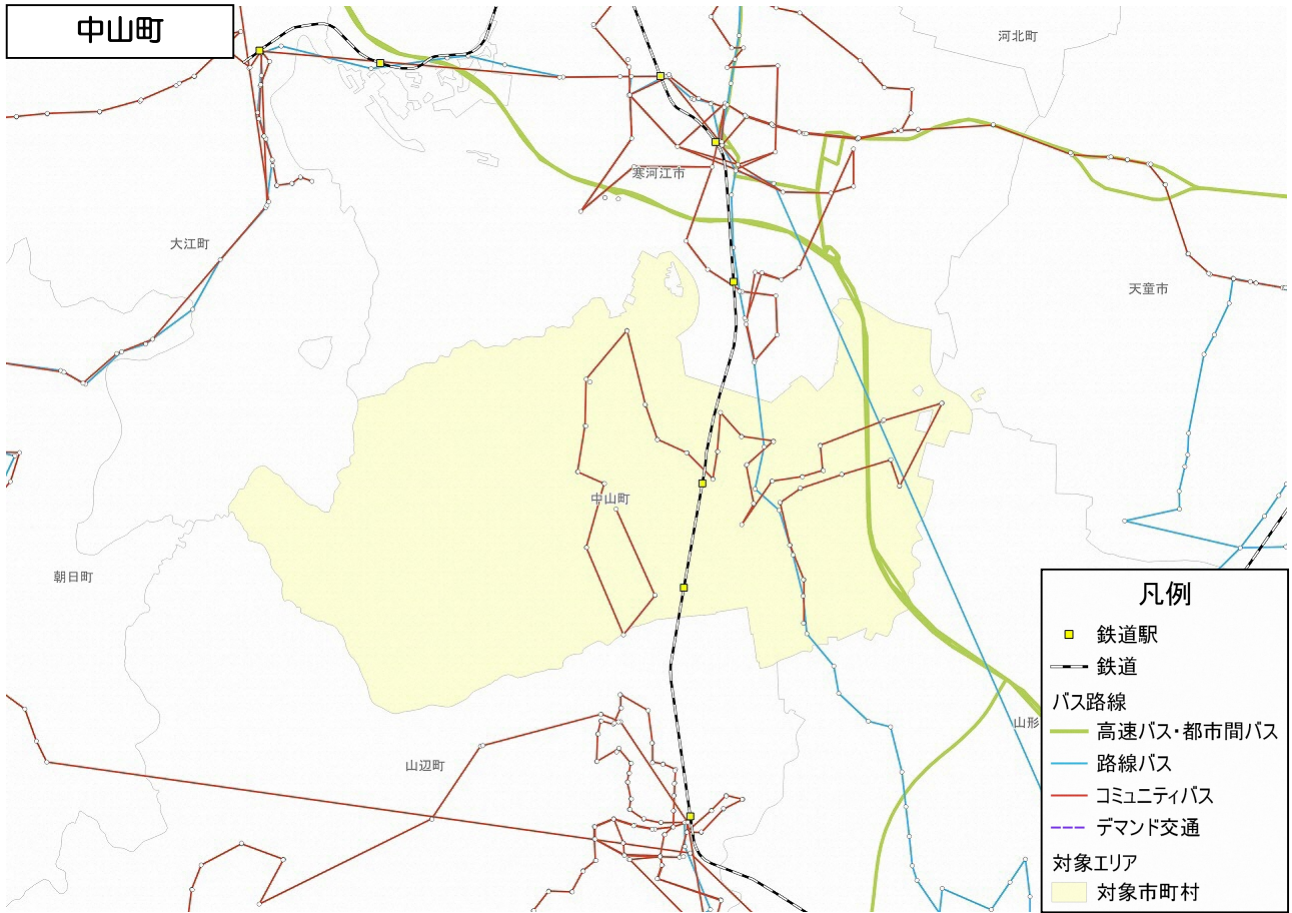 中山町
河北町
寒河江市
大江町
天童市
中山町
朝日町
山形
山辺町
凡例
鉄道駅
鉄道
バス路線
高速バス・都市間バス
路線バス
コミュニティバス
デマンド交通
対象エリア
対象市町村